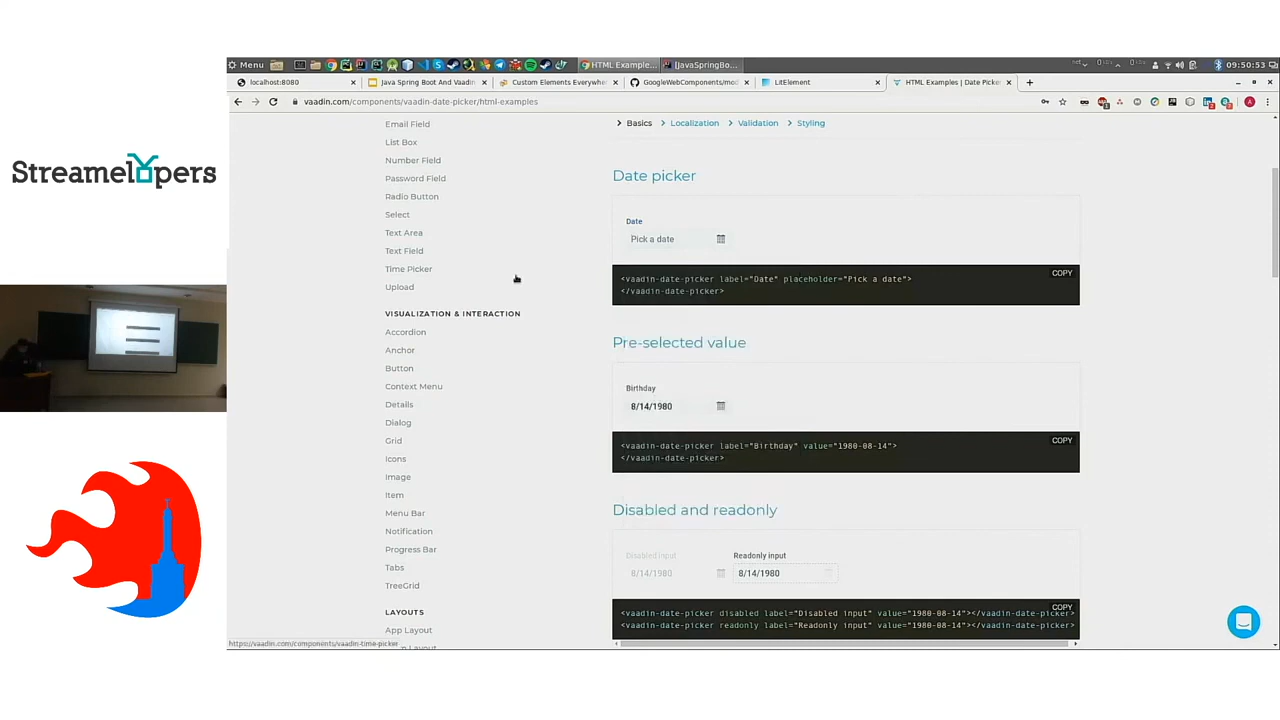 Streamelopers
Menu
HTML Example...
[JavaSpringBo...
09:50:53
localhost:8080
Java Spring Boot And Vaadin
Custom Elements Everywhere
GoogleWebComponents/mod
LitElement
HTML Examples | Date Picker
vaadin.com/components/vaadin-date-picker/html-examples
Email Field
List Box
Number Field
Password Field
Radio Button
Select
Text Area
Text Field
Time Picker
Upload
VISUALIZATION & INTERACTION
Accordion
Anchor
Button
Context Menu
Details
Dialog
Grid
Icons
Image
Item
Menu Bar
Notification
Progress Bar
Tabs
TreeGrid
LAYOUTS
App Layout
https://vaadin.com/components/vaadin-time-picker
Basics
Localization
Validation
Styling
Date picker
Date
Pick a date
COPY
<vaadin-date-picker label="Date" placeholder="Pick a date">
</vaadin-date-picker>
Pre-selected value
Birthday
8/14/1980
COPY
<vaadin-date-picker label="Birthday" value="1980-08-14">
</vaadin-date-picker>
Disabled and readonly
Disabled input
Readonly input
8/14/1980
8/14/1980
COPY
<vaadin-date-picker disabled label="Disabled input" value="1980-08-14"></vaadin-date-picker>
<vaadin-date-picker readonly label="Readonly input" value="1980-08-14"></vaadin-date-picker>